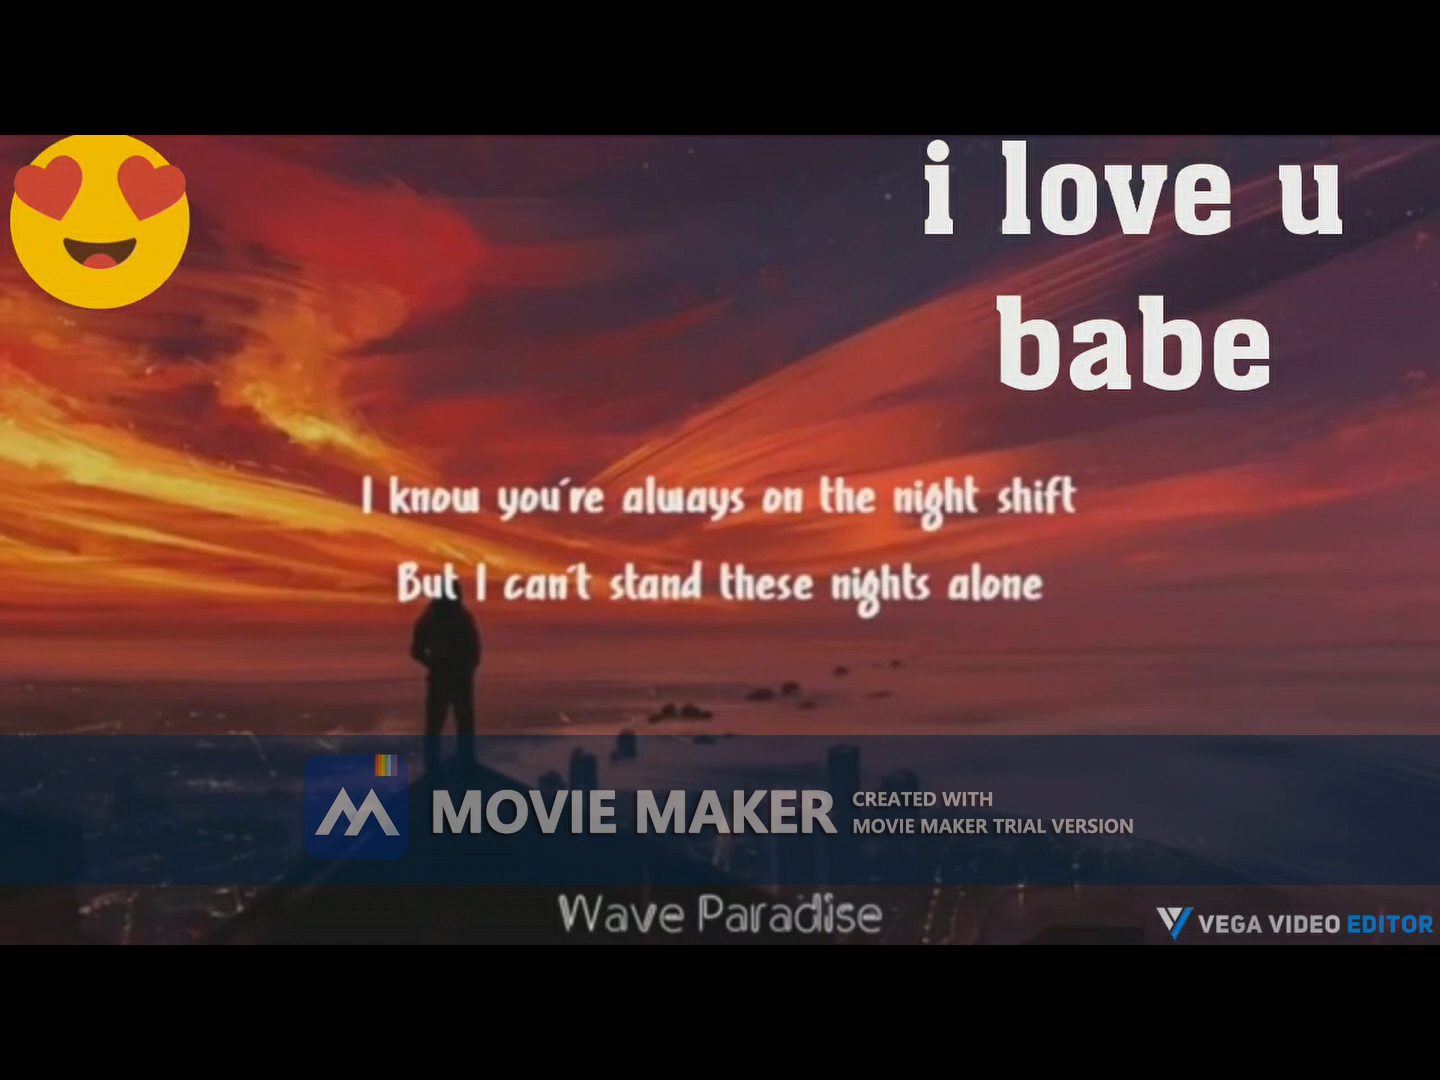 i love u
babe
I know you're always on the night shift
But I can't stand these nights alone
MOVIE MAKER
CREATED WITH
MOVIE MAKER TRIAL VERSION
Wave Paradise
VEGA VIDEO EDITOR